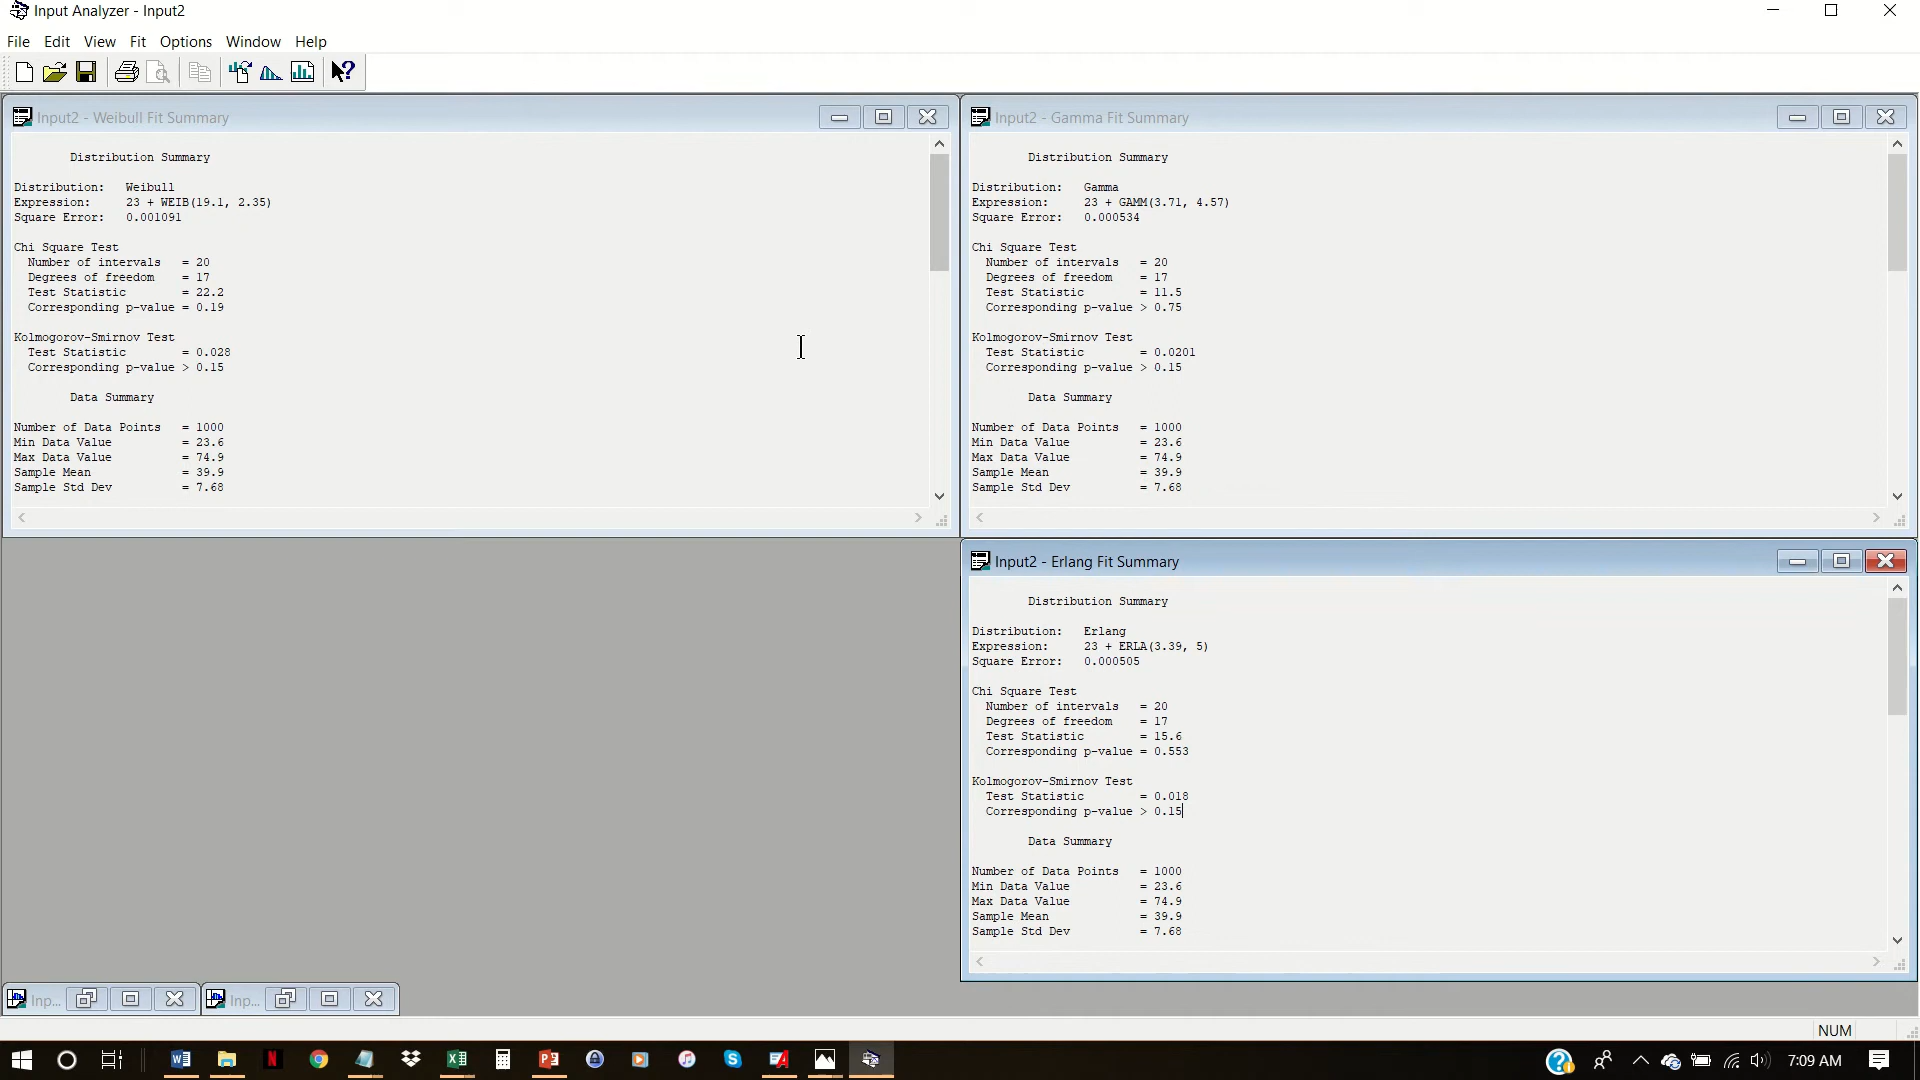 Input Analyzer - Input2
File Edit View Fit Options Window Help
Input2 - Weibull Fit Summary
Distribution Summary
Distribution: Weibull
Expression: 23 + WEIB(19.1, 2.35)
Square Error: 0.001091
Chi Square Test
Number of intervals = 20
Degrees of freedom = 17
Test Statistic = 22.2
Corresponding p-value = 0.19
Kolmogorov-Smirnov Test
Test Statistic = 0.028
Corresponding p-value > 0.15
Data Summary
Number of Data Points = 1000
Min Data Value = 23.6
Max Data Value = 74.9
Sample Mean = 39.9
Sample Std Dev = 7.68
Input2 - Gamma Fit Summary
Distribution Summary
Distribution: Gamma
Expression: 23 + GAMM(3.71, 4.57)
Square Error: 0.000534
Chi Square Test
Number of intervals = 20
Degrees of freedom = 17
Test Statistic = 11.5
Corresponding p-value > 0.75
Kolmogorov-Smirnov Test
Test Statistic = 0.0201
Corresponding p-value > 0.15
Data Summary
Number of Data Points = 1000
Min Data Value = 23.6
Max Data Value = 74.9
Sample Mean = 39.9
Sample Std Dev = 7.68
Input2 - Erlang Fit Summary
Distribution Summary
Distribution: Erlang
Expression: 23 + ERLA(3.39, 5)
Square Error: 0.000505
Chi Square Test
Number of intervals = 20
Degrees of freedom = 17
Test Statistic = 15.6
Corresponding p-value = 0.553
Kolmogorov-Smirnov Test
Test Statistic = 0.018
Corresponding p-value > 0.15
Data Summary
Number of Data Points = 1000
Min Data Value = 23.6
Max Data Value = 74.9
Sample Mean = 39.9
Sample Std Dev = 7.68
Inp...
Inp...
NUM
7:09 AM